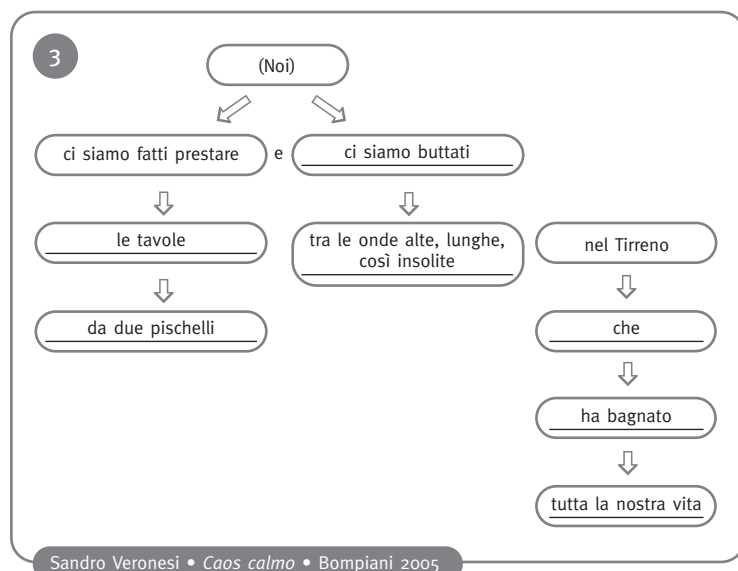 3
(Noi)
ci siamo fatti prestare
e
ci siamo buttati
le tavole
tra le onde alte, lunghe,
così insolite
nel Tirreno
da due pischelli
che
ha bagnato
tutta la nostra vita
Sandro Veronesi • Caos calmo • Bompiani 2005